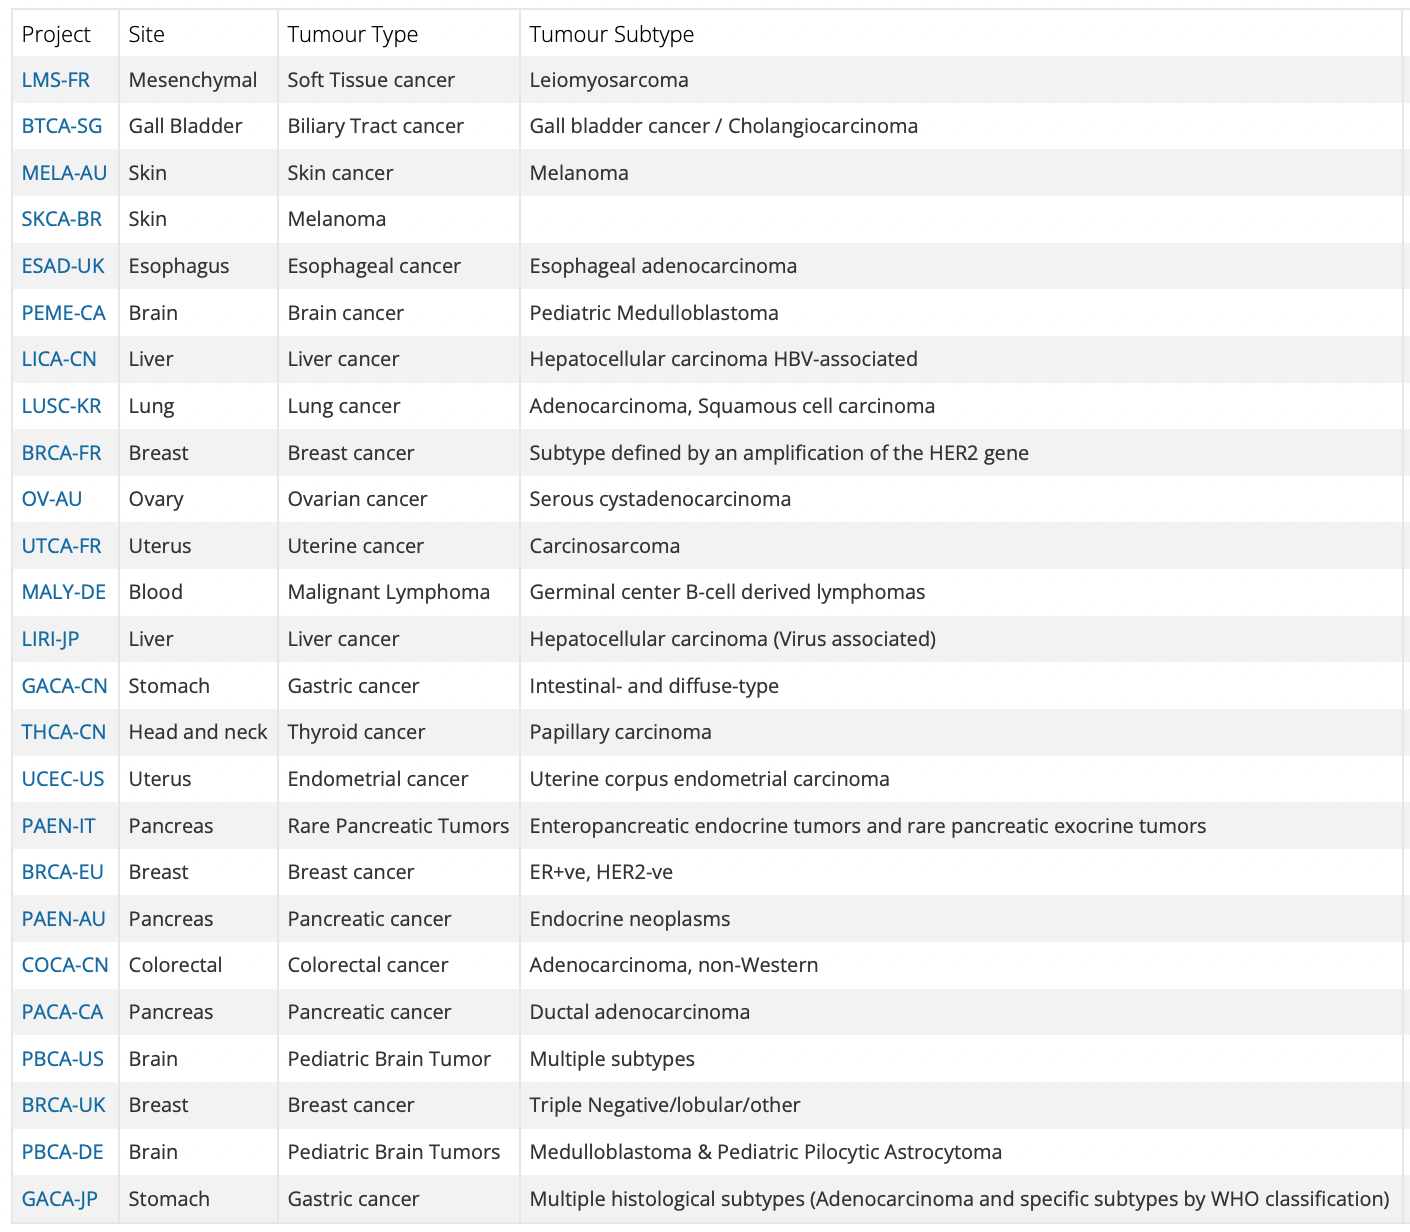 Project Site Tumour Type Tumour Subtype
LMS-FR Mesenchymal Soft Tissue cancer Leiomyosarcoma
BTCA-SG Gall Bladder Biliary Tract cancer Gall bladder cancer / Cholangiocarcinoma
MELA-AU Skin Skin cancer Melanoma
SKCA-BR Skin Melanoma
ESAD-UK Esophagus Esophageal cancer Esophageal adenocarcinoma
PEME-CA Brain Brain cancer Pediatric Medulloblastoma
LICA-CN Liver Liver cancer Hepatocellular carcinoma HBV-associated
LUSC-KR Lung Lung cancer Adenocarcinoma, Squamous cell carcinoma
BRCA-FR Breast Breast cancer Subtype defined by an amplification of the HER2 gene
OV-AU Ovary Ovarian cancer Serous cystadenocarcinoma
UTCA-FR Uterus Uterine cancer Carcinosarcoma
MALY-DE Blood Malignant Lymphoma Germinal center B-cell derived lymphomas
LIRI-JP Liver Liver cancer Hepatocellular carcinoma (Virus associated)
GACA-CN Stomach Gastric cancer Intestinal- and diffuse-type
THCA-CN Head and neck Thyroid cancer Papillary carcinoma
UCEC-US Uterus Endometrial cancer Uterine corpus endometrial carcinoma
PAEN-IT Pancreas Rare Pancreatic Tumors Enteropancreatic endocrine tumors and rare pancreatic exocrine tumors
BRCA-EU Breast Breast cancer ER+ve, HER2-ve
PAEN-AU Pancreas Pancreatic cancer Endocrine neoplasms
COCA-CN Colorectal Colorectal cancer Adenocarcinoma, non-Western
PACA-CA Pancreas Pancreatic cancer Ductal adenocarcinoma
PBCA-US Brain Pediatric Brain Tumor Multiple subtypes
BRCA-UK Breast Breast cancer Triple Negative/lobular/other
PBCA-DE Brain Pediatric Brain Tumors Medulloblastoma & Pediatric Pilocytic Astrocytoma
GACA-JP Stomach Gastric cancer Multiple histological subtypes (Adenocarcinoma and specific subtypes by WHO classification)